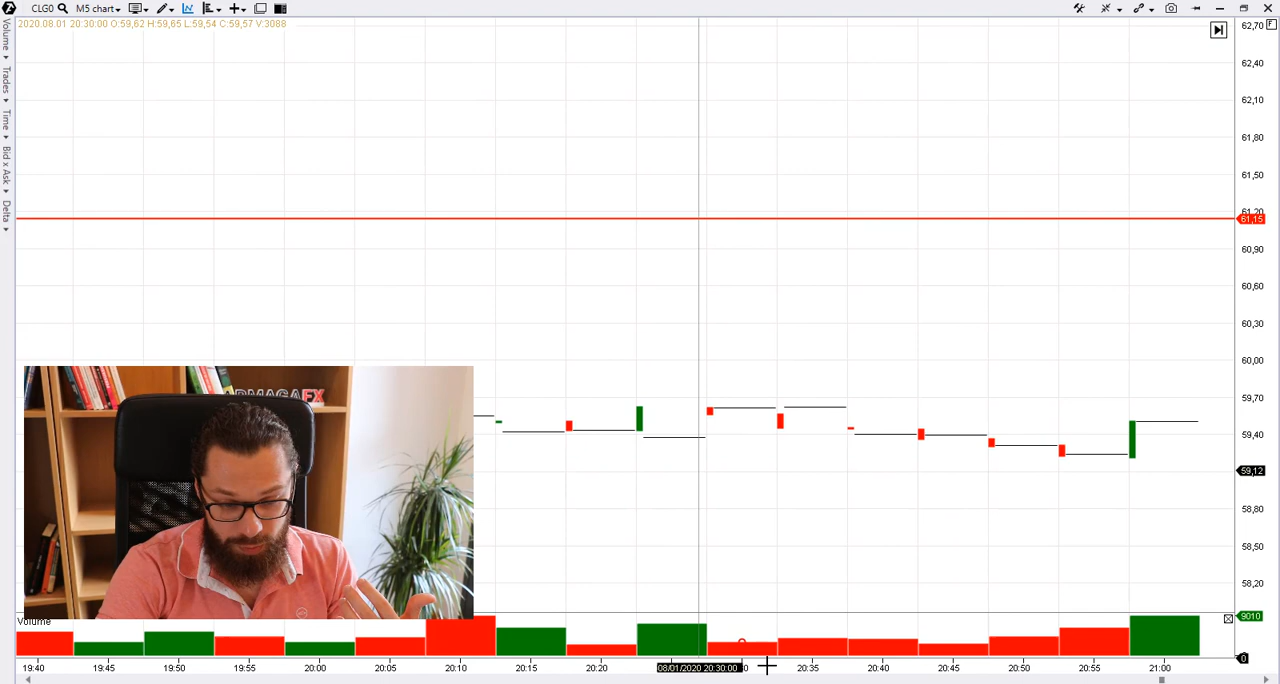 CLG0 M5 chart
2020.08.01 20:30:00 O:59,62 H:59,65 L:59,54 C:59,57 V:3088
Volume
Trades
Time
Bid x Ask
Delta
F
62,70
62,40
62,10
61,80
61,50
61,20
61,15
60,90
60,60
60,30
60,00
59,70
59,40
59,12
58,80
58,50
58,20
Volume
9010
0
19:40 19:45 19:50 19:55 20:00 20:05 20:10 20:15 20:20 08/01/2020 20:30:00 20:35 20:40 20:45 20:50 20:55 21:00